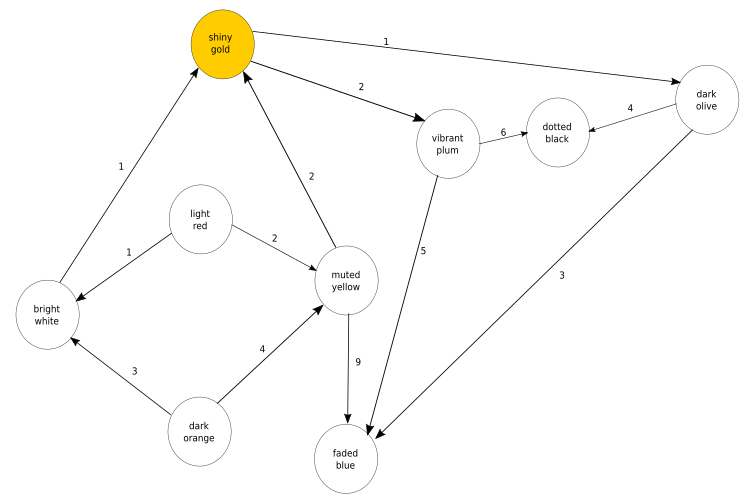 shiny
gold
1
dark
olive
2
vibrant
plum
6
dotted
black
4
1
2
light
red
1
2
5
3
muted
yellow
bright
white
4
9
3
dark
orange
faded
blue